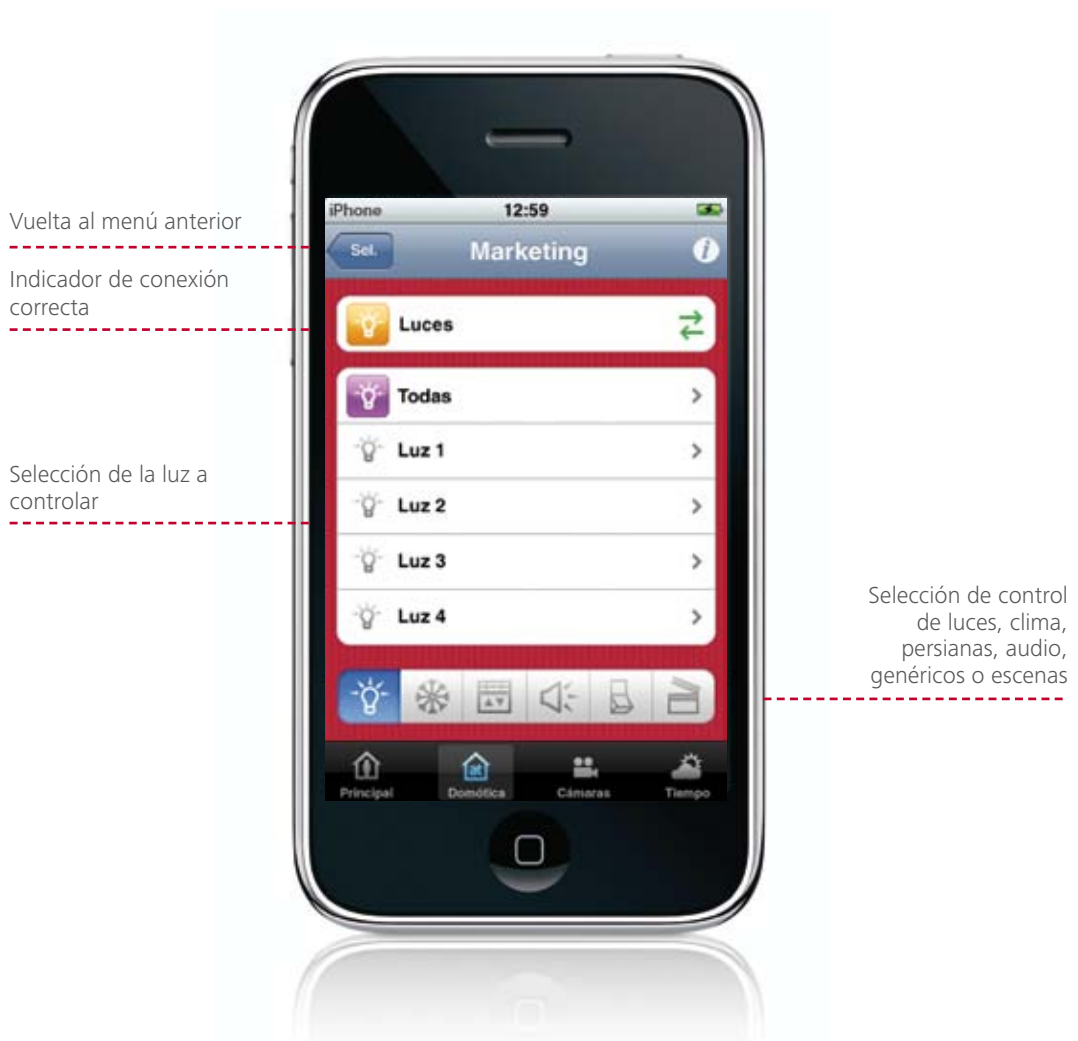 Vuelta al menú anterior
Indicador de conexión
correcta
Selección de la luz a
controlar
iPhone 12:59
Sel. Marketing i
Luces
Todas
Luz 1
Luz 2
Luz 3
Luz 4
at
Principal Domótica Cámaras Tiempo
Selección de control
de luces, clima,
persianas, audio,
genéricos o escenas